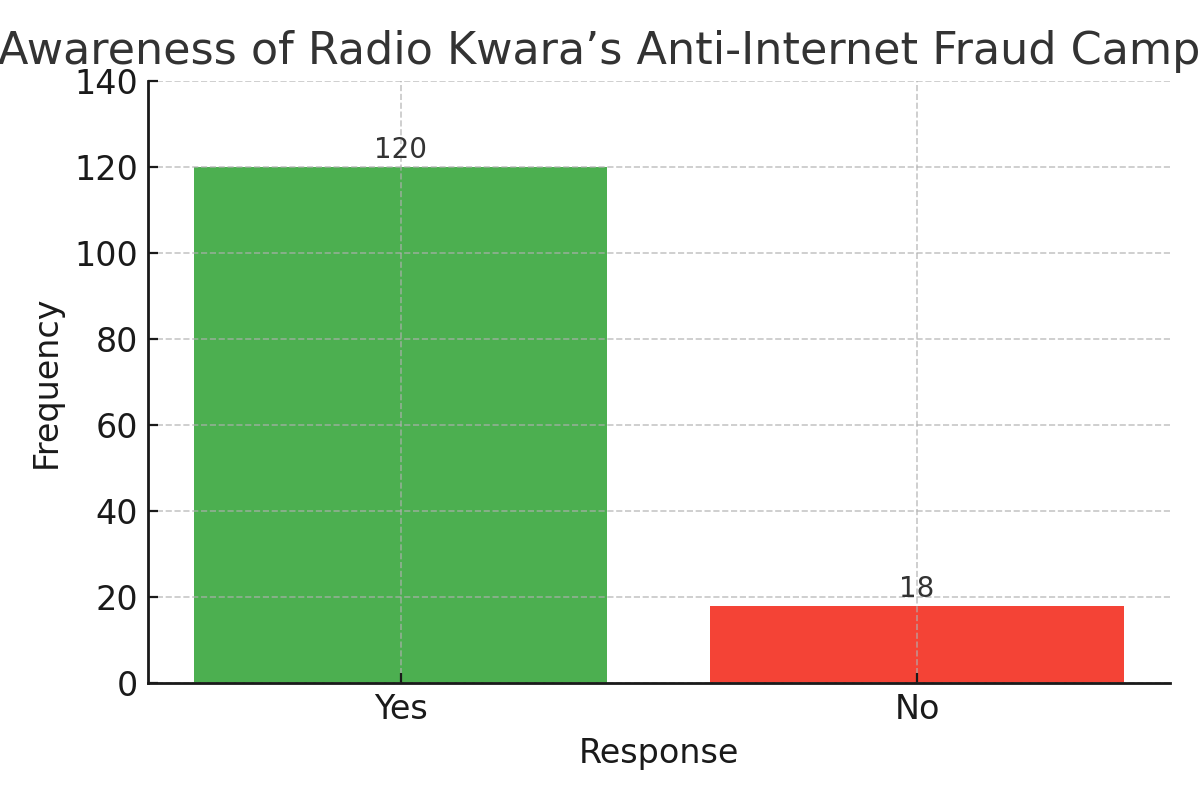 Awareness of Radio Kwara’s Anti-Internet Fraud Camp
140
120
120
100
80
60
40
20
18
0
Frequency
Yes
No
Response